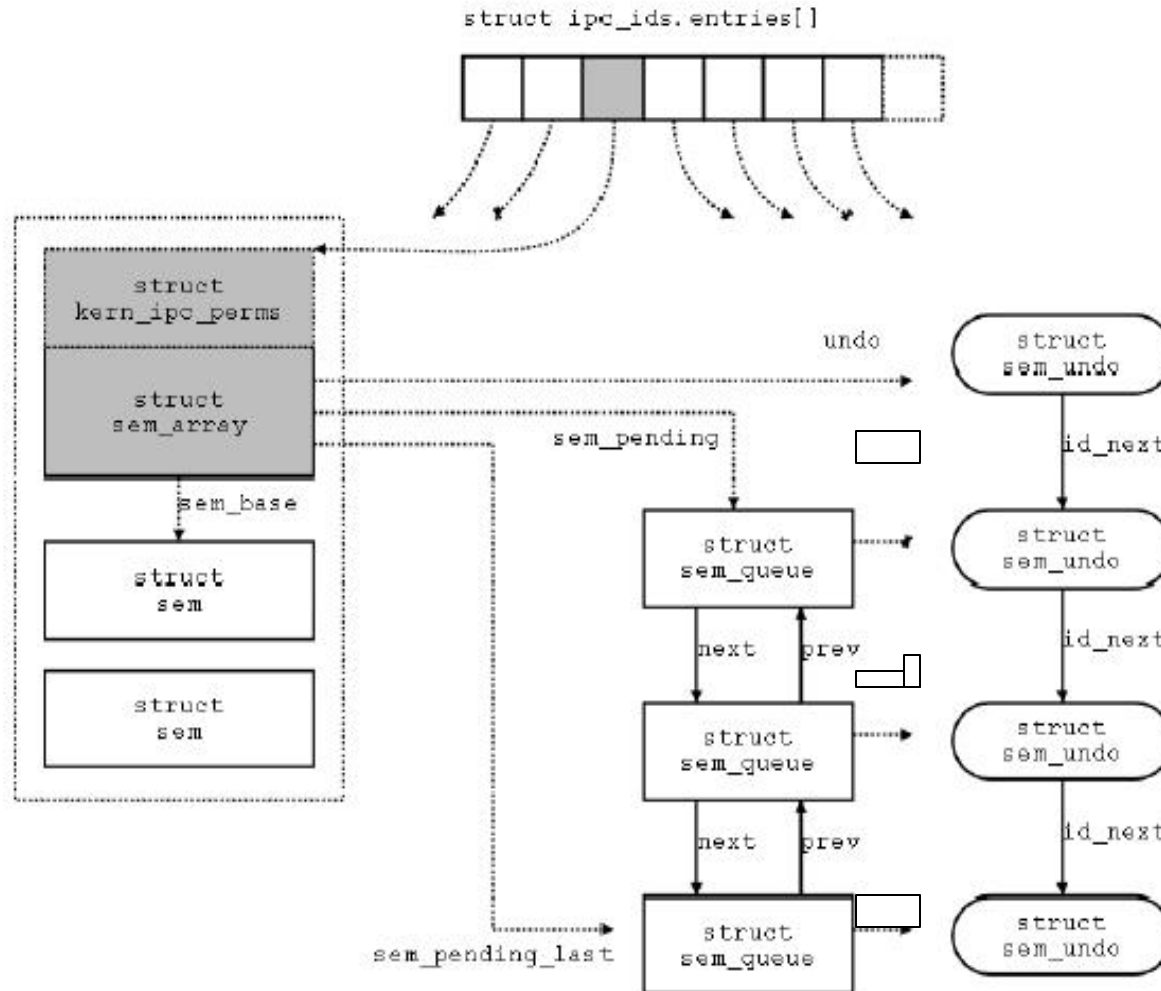 struct ipc_ids.entries[]
struct
kern_ipc_perms
struct
sem_array
sem_base
struct
sem
struct
sem
undo
sem_pending
sem_pending_last
struct
sem_queue
next
prev
struct
sem_queue
next
prev
struct
sem_queue
struct
sem_undo
id_next
struct
sem_undo
id_next
struct
sem_undo
id_next
struct
sem_undo